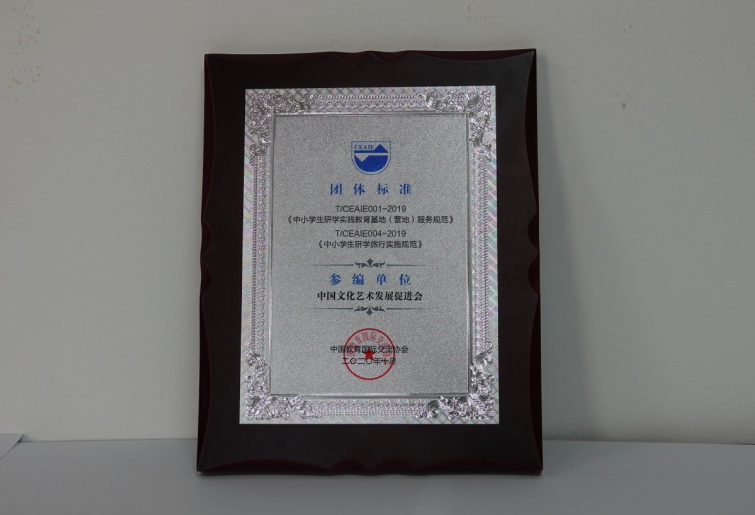 CEAIE
团体标准
T/CEAIE001-2019
《中小学生研学实践教育基地（营地）服务规范》
T/CEAIE004-2019
《中小学生研学旅行实施规范》
参编单位
中国文化艺术发展促进会
中国教育国际交流协会
二〇二〇年十月